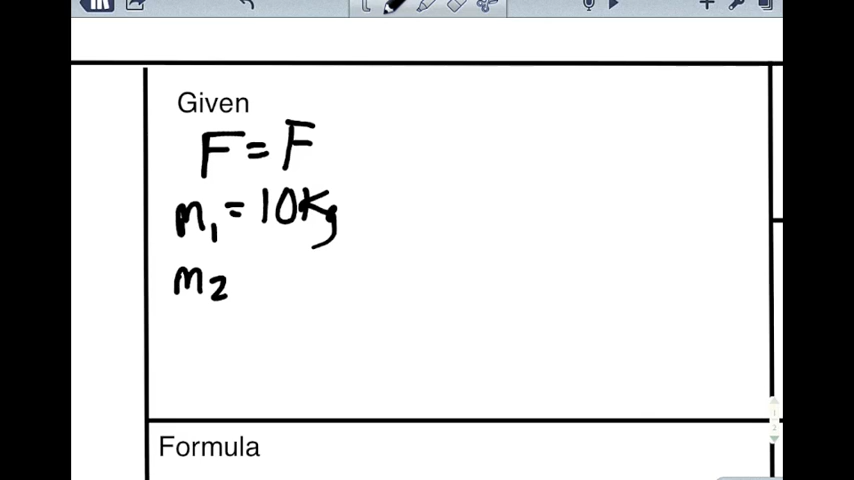 Given
F = F
m1 = 10Kg
m2
Formula